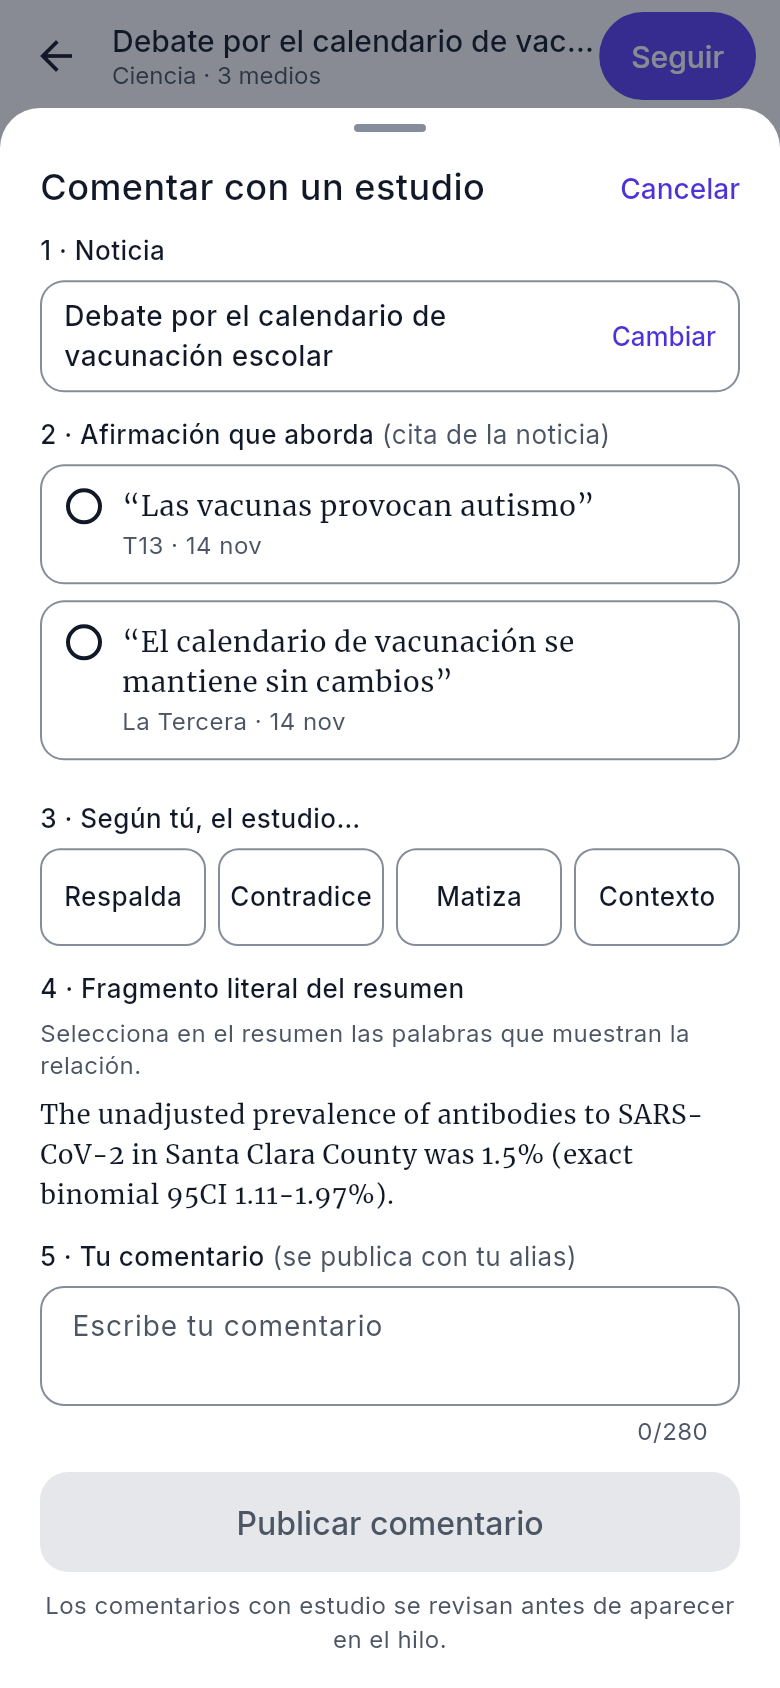 Debate por el calendario de vac...
Ciencia · 3 medios
Seguir
Comentar con un estudio
Cancelar
1 · Noticia
Debate por el calendario de
vacunación escolar
Cambiar
2 · Afirmación que aborda (cita de la noticia)
“Las vacunas provocan autismo”
T13 · 14 nov
“El calendario de vacunación se
mantiene sin cambios”
La Tercera · 14 nov
3 · Según tú, el estudio...
Respalda
Contradice
Matiza
Contexto
4 · Fragmento literal del resumen
Selecciona en el resumen las palabras que muestran la
relación.
The unadjusted prevalence of antibodies to SARS-
CoV-2 in Santa Clara County was 1.5% (exact
binomial 95CI 1.11-1.97%).
5 · Tu comentario (se publica con tu alias)
Escribe tu comentario
0/280
Publicar comentario
Los comentarios con estudio se revisan antes de aparecer
en el hilo.